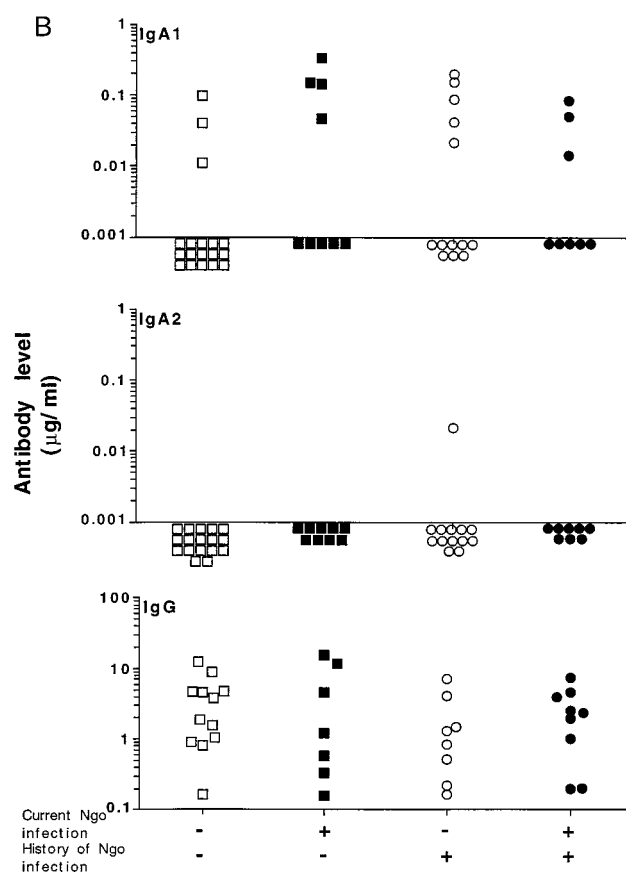 B
IgA1
1
0.1
0.01
0.001
IgA2
1
0.1
0.01
0.001
Antibody level
(µg/ml)
IgG
100
10
1
0.1
Current Ngo
infection
- + - +
History of Ngo
infection
- - + +